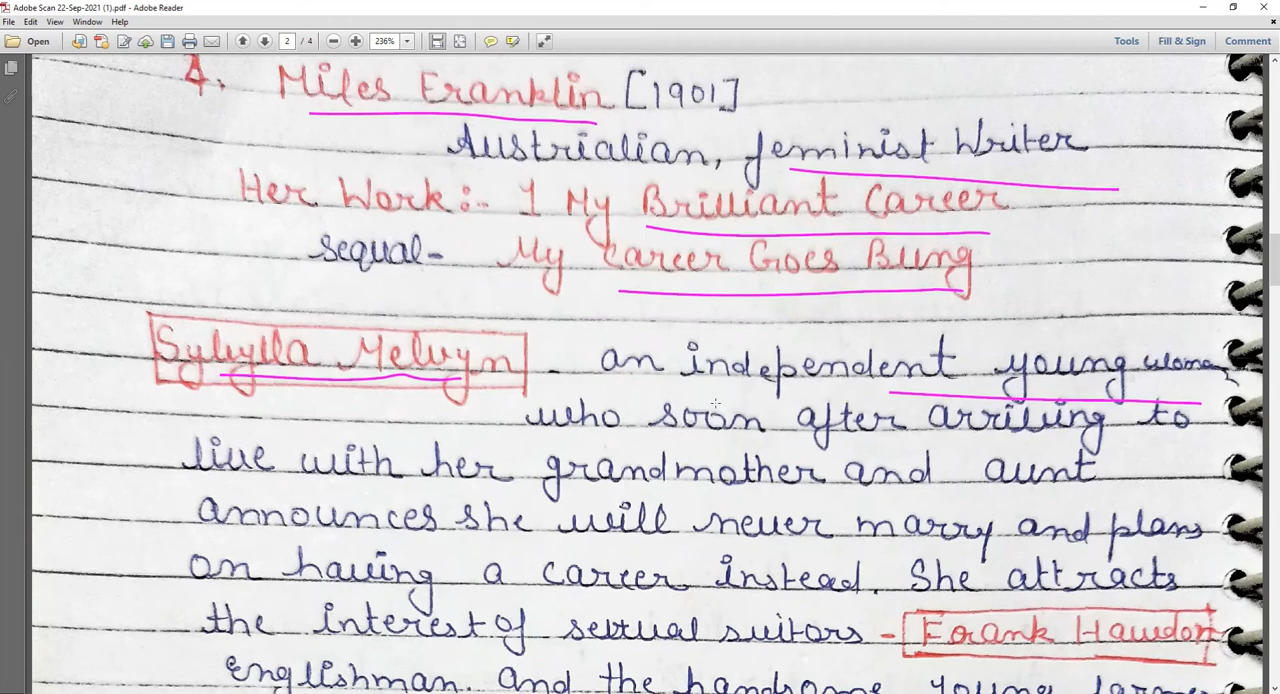 Adobe Scan 22-Sep-2021 (1).pdf - Adobe Reader
File Edit View Window Help
Open 2 / 4 236% Tools Fill & Sign Comment
4. Miles Franklin [1901]
Austrialian, feminist Writer
Her Work:- 1 My Brilliant Career
sequal- My Career Goes Bung
Sybylla Melvyn - an independent young woman
who soon after arriving to
live with her grandmother and aunt
announces she will never marry and plans
on having a career instead. She attracts
the interest of several suitors - Frank Hawdon
Englishman. and the handsome young